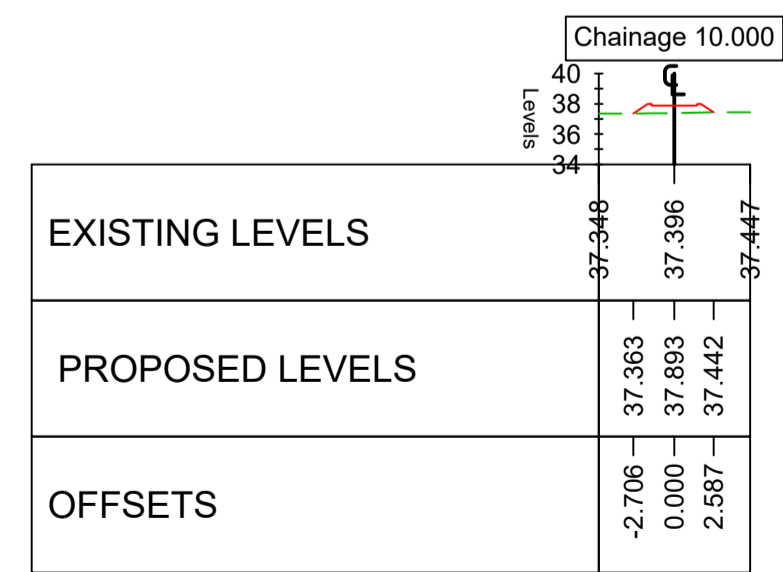 Chainage 10.000
CL
Levels
40
38
36
34
EXISTING LEVELS 37.348 37.396 37.447
PROPOSED LEVELS 37.363 37.893 37.442
OFFSETS -2.706 0.000 2.587